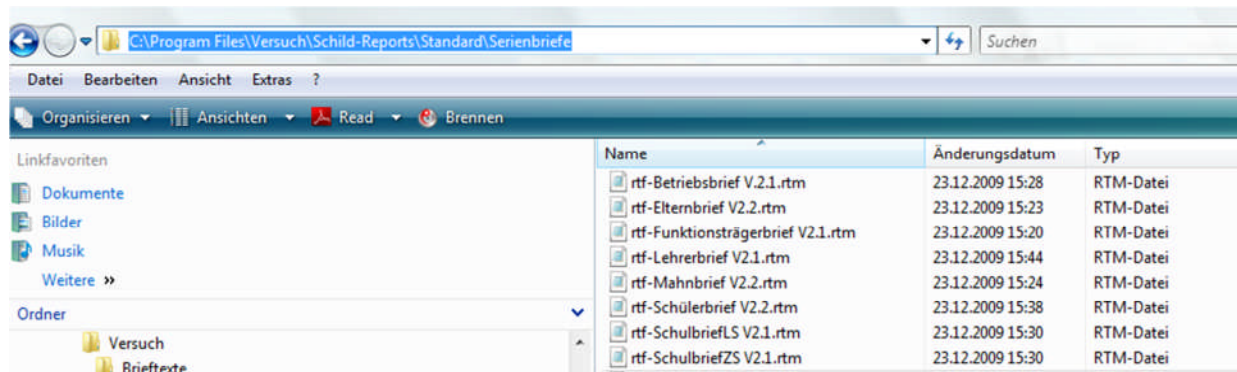 C:\Program Files\Versuch\Schild-Reports\Standard\Serienbriefe Suchen
Datei Bearbeiten Ansicht Extras ?
Organisieren Ansichten Read Brennen
Linkfavoriten
Dokumente
Bilder
Musik
Weitere »
Ordner
Versuch
Brieftexte
Name Änderungsdatum Typ
rtf-Betriebsbrief V.2.1.rtm 23.12.2009 15:28 RTM-Datei
rtf-Elternbrief V2.2.rtm 23.12.2009 15:23 RTM-Datei
rtf-Funktionsträgerbrief V2.1.rtm 23.12.2009 15:20 RTM-Datei
rtf-Lehrerbrief V2.1.rtm 23.12.2009 15:44 RTM-Datei
rtf-Mahnbrief V2.2.rtm 23.12.2009 15:24 RTM-Datei
rtf-Schülerbrief V2.2.rtm 23.12.2009 15:38 RTM-Datei
rtf-SchulbriefLS V2.1.rtm 23.12.2009 15:30 RTM-Datei
rtf-SchulbriefZS V2.1.rtm 23.12.2009 15:30 RTM-Datei